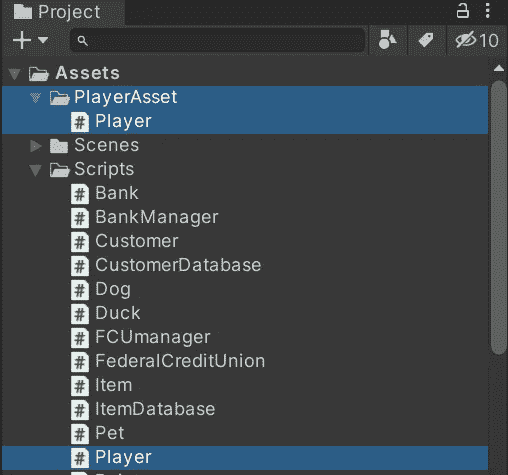 Project
10
Assets
PlayerAsset
# Player
Scenes
Scripts
# Bank
# BankManager
# Customer
# CustomerDatabase
# Dog
# Duck
# FCUmanager
# FederalCreditUnion
# Item
# ItemDatabase
# Pet
# Player